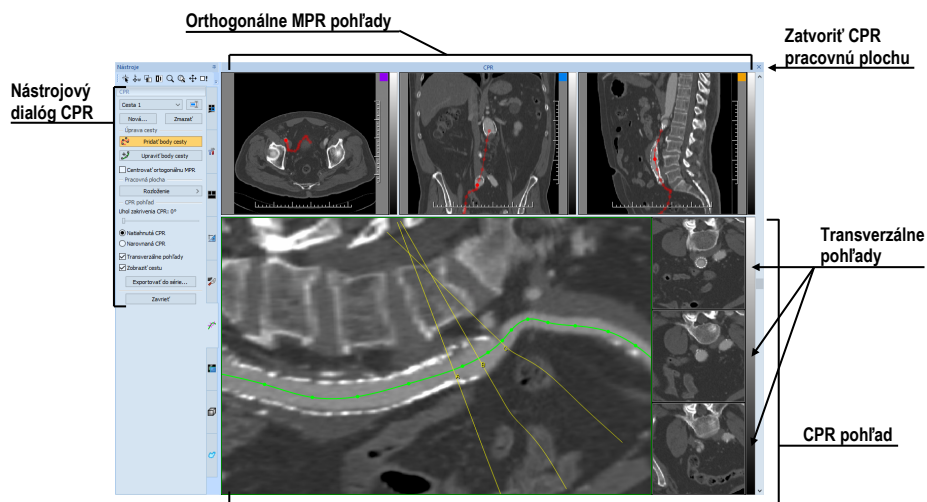 Orthogonálne MPR pohľady
Zatvoriť CPR
pracovnú plochu
Nástrojový
dialóg CPR
Nástroje
CPR
CPR
Cesta 1
Nová...
Zmazať
Úprava cesty
Pridať body cesty
Upraviť body cesty
Centrovať ortogonálnu MPR
Pracovná plocha
Rozloženie
CPR pohľad
Uhol zakrivenia CPR: 0°
Natiahnutá CPR
Narovnaná CPR
Transverzálne pohľady
Zobraziť cestu
Exportovať do série...
Zavrieť
Transverzálne
pohľady
CPR pohľad